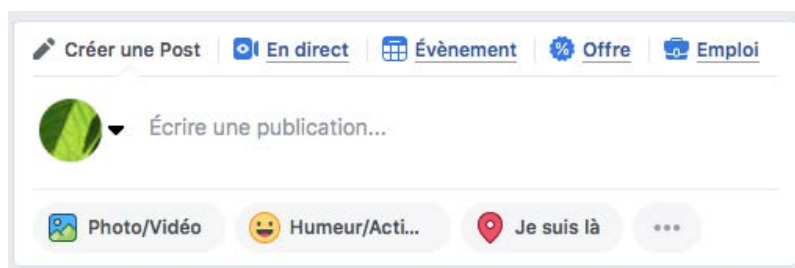 Créer une Post En direct Évènement Offre Emploi
Écrire une publication...
Photo/Vidéo Humeur/Acti... Je suis là